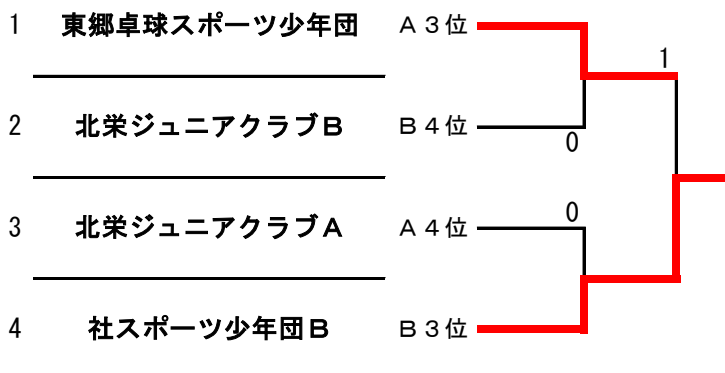 1 東郷卓球スポーツ少年団 A3位
1
2 北栄ジュニアクラブB B4位
0
0
3 北栄ジュニアクラブA A4位
4 社スポーツ少年団B B3位